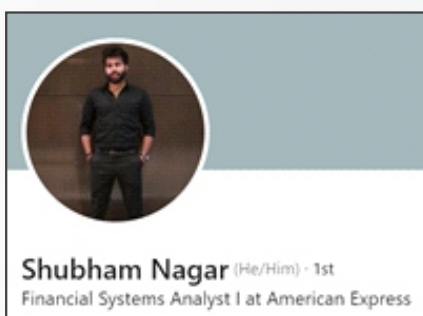 Shubham Nagar (He/Him) · 1st
Financial Systems Analyst I at American Express